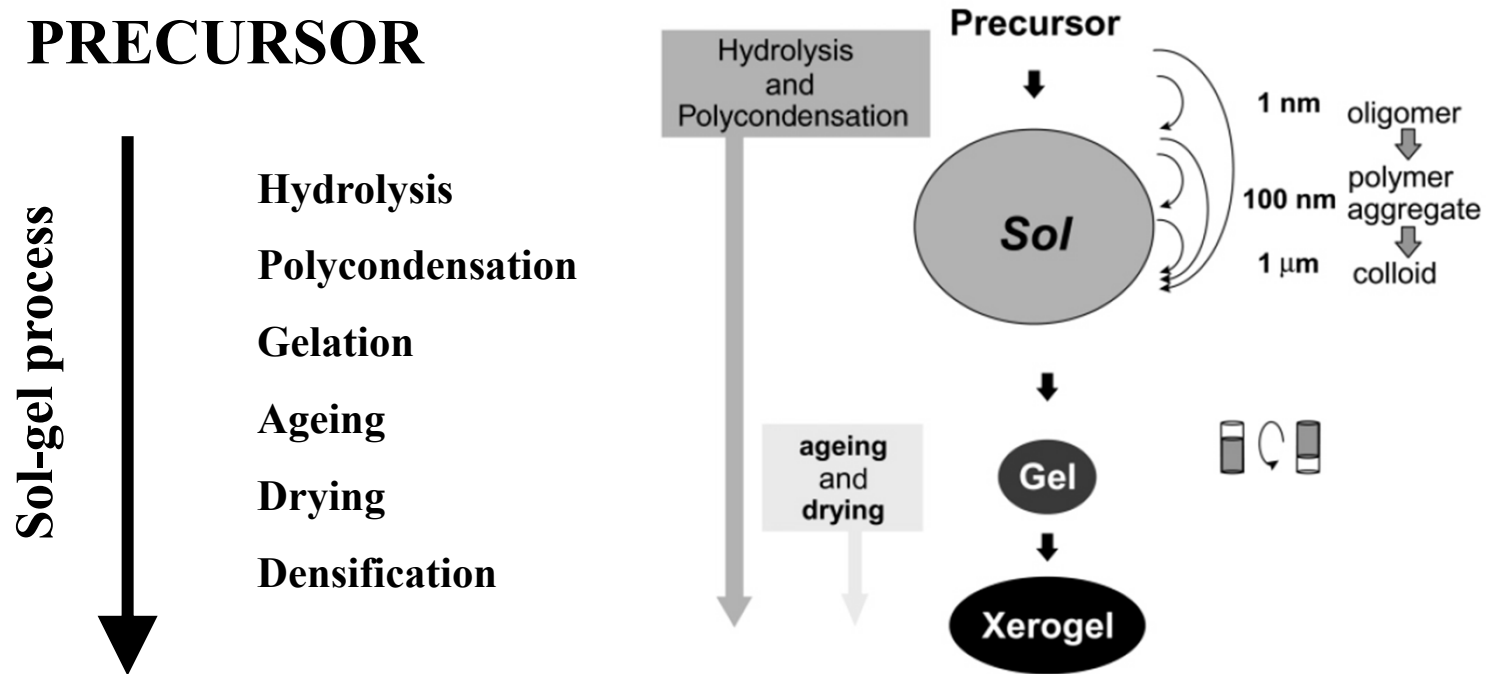 PRECURSOR
Sol-gel process
Hydrolysis
Polycondensation
Gelation
Ageing
Drying
Densification
Hydrolysis
and
Polycondensation
Precursor
Sol
1 nm
oligomer
100 nm
polymer
aggregate
1 μm
colloid
ageing
and
drying
Gel
Xerogel